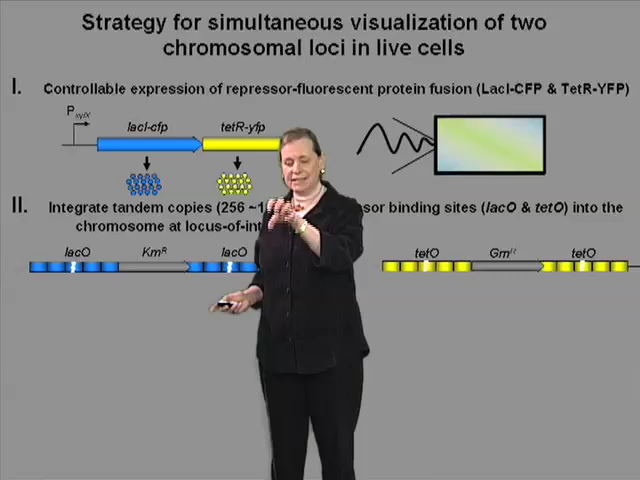 Strategy for simultaneous visualization of two
chromosomal loci in live cells
I. Controllable expression of repressor-fluorescent protein fusion (LacI-CFP & TetR-YFP)
PxylX
lacI-cfp tetR-yfp
II. Integrate tandem copies (256 ~1 sor binding sites (lacO & tetO) into the
chromosome at locus-of-int
lacO KmR lacO tetO tetO